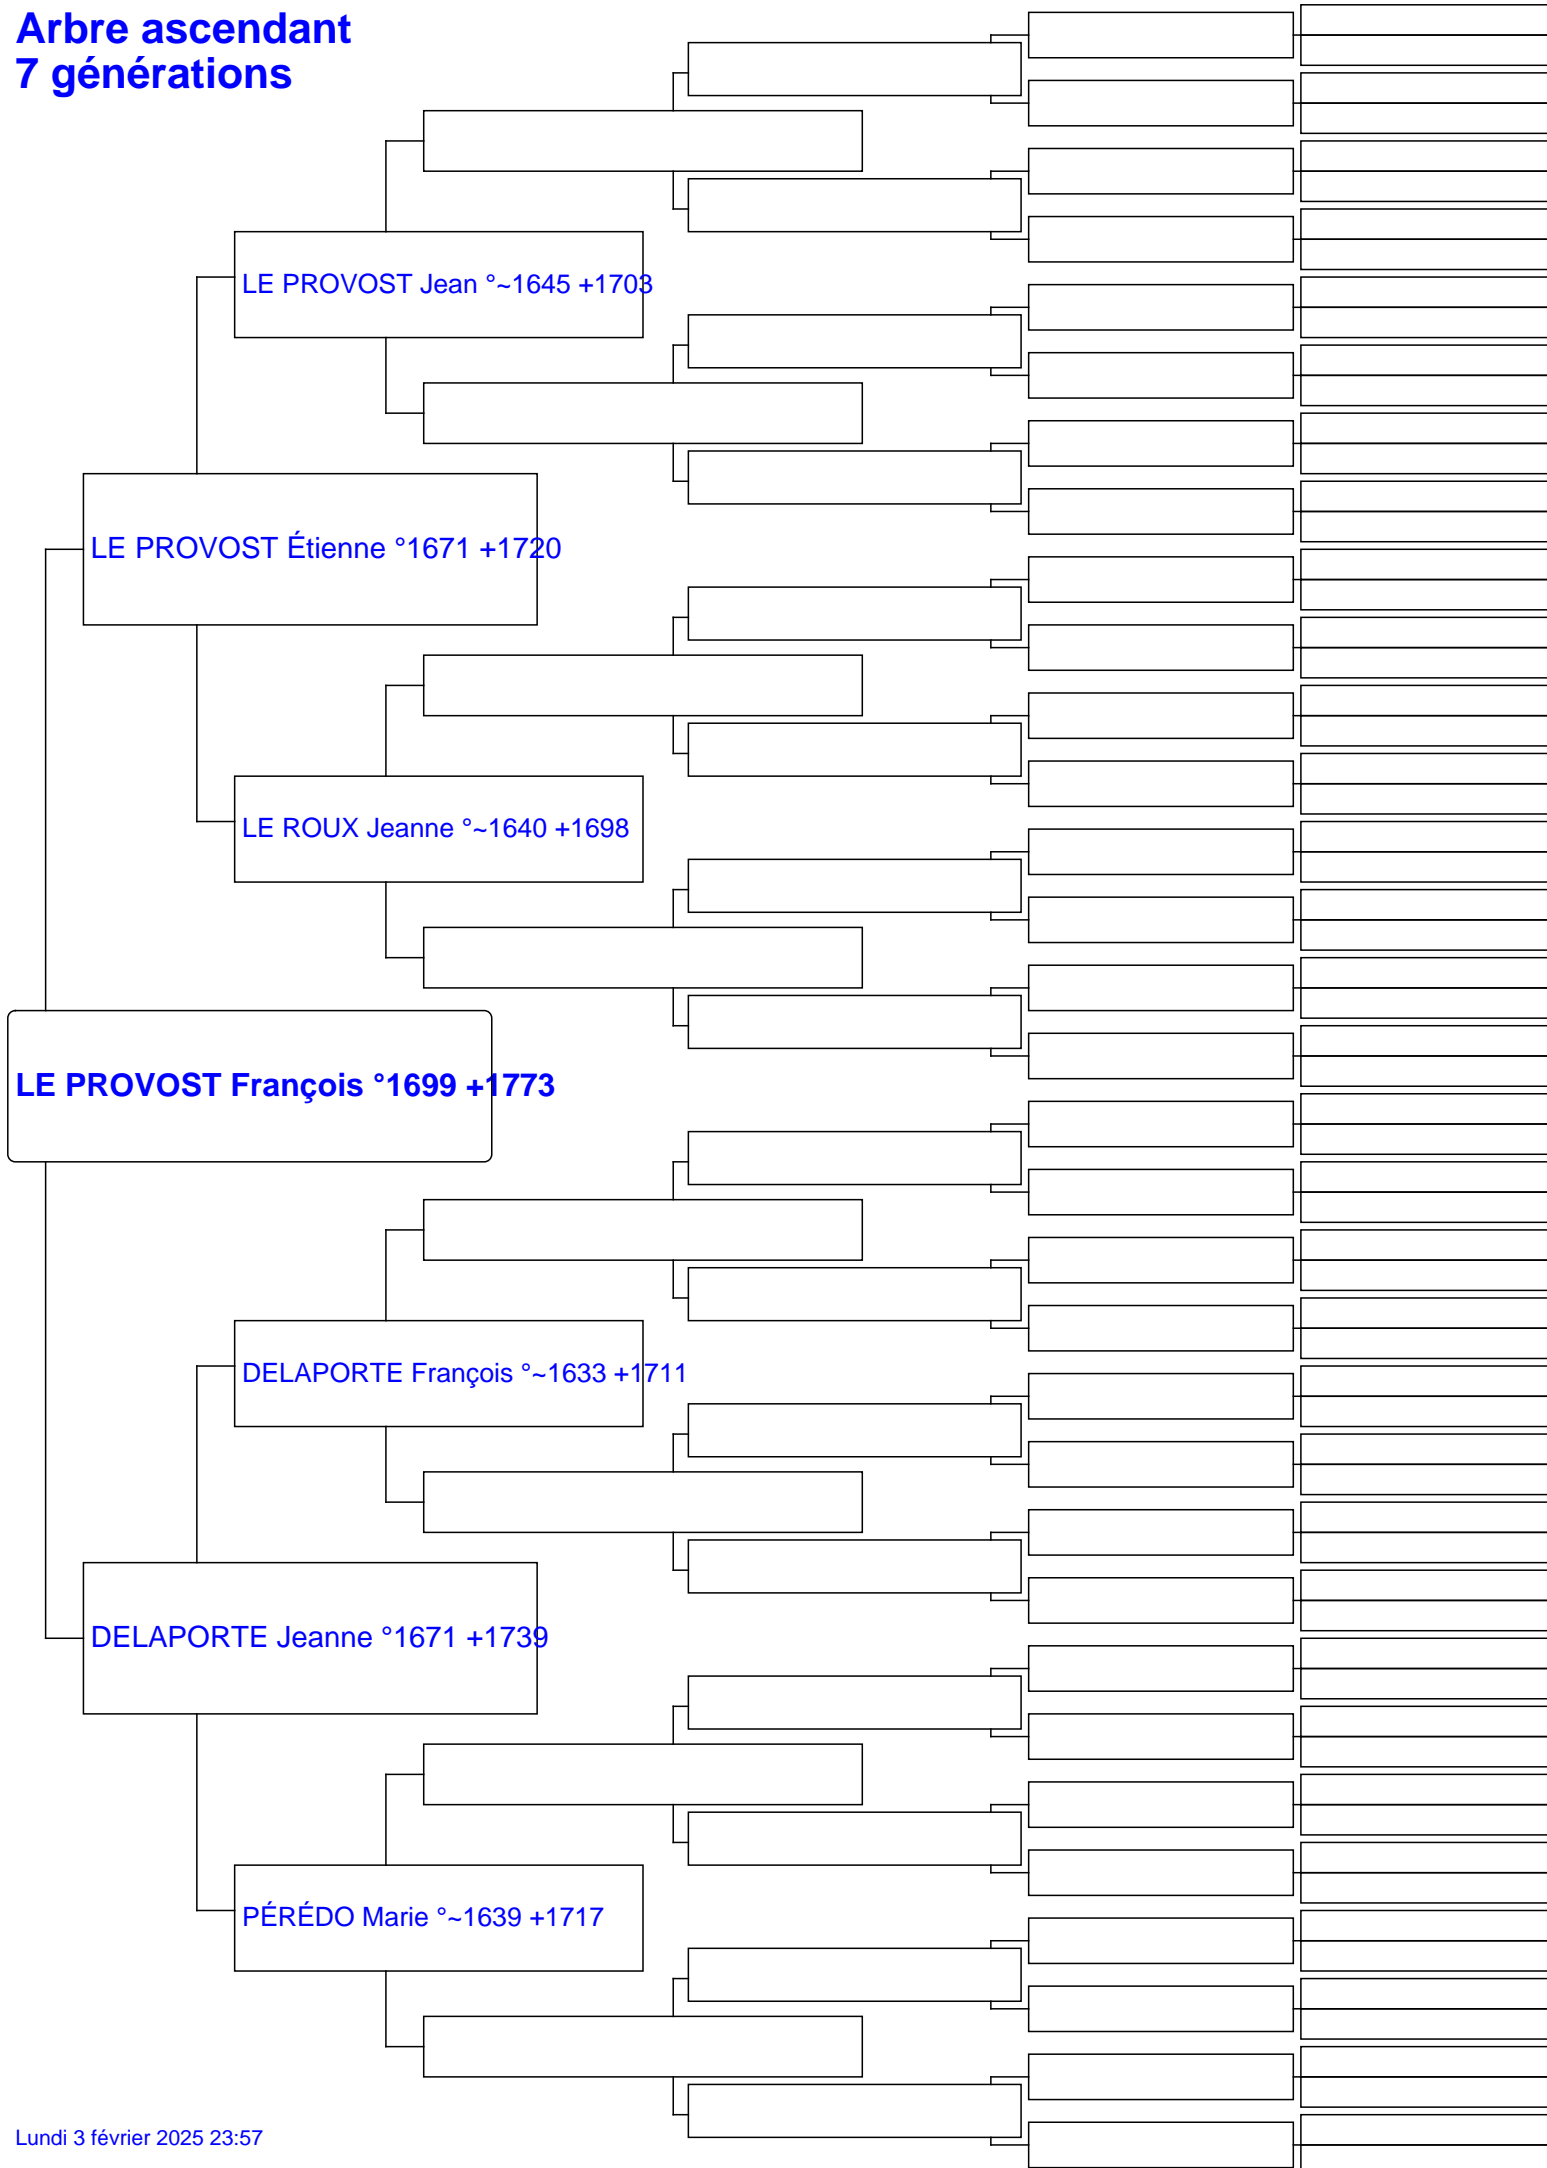 Arbre ascendant
7 générations
LE PROVOST Jean °~1645 +1703
LE PROVOST Étienne °1671 +1720
LE ROUX Jeanne °~1640 +1698
LE PROVOST François °1699 +1773
DELAPORTE François °~1633 +1711
DELAPORTE Jeanne °1671 +1739
PÉRÉDO Marie °~1639 +1717
Lundi 3 février 2025 23:57